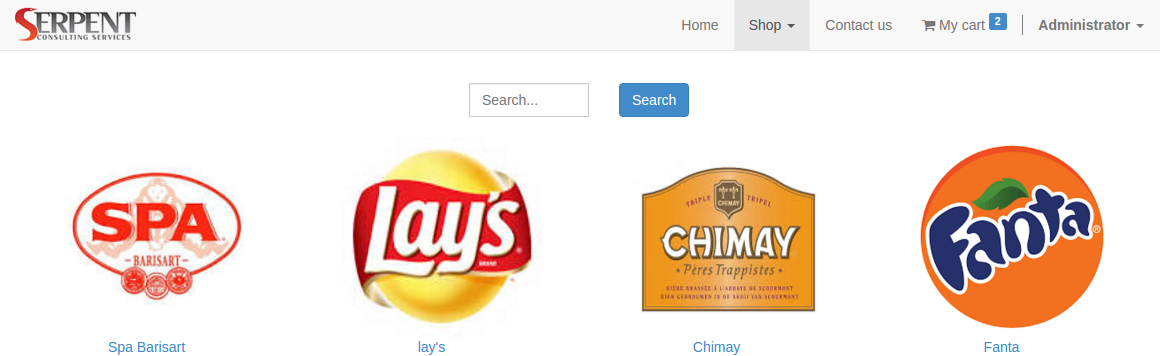 SERPENT
CONSULTING SERVICES
Home
Shop
Contact us
My cart 2
Administrator
Search...
Search
SPA
BARISART
Lay's
BRAND
TRIPLE TRIPEL
CHIMAY
CHIMAY
Pères Trappistes
BIÈRE BRASSÉE À L'ABBAYE DE SCOURMONT
BIER GEBROUWEN IN DE ABDIJ VAN SCOURMONT
Fanta®
Spa Barisart
lay's
Chimay
Fanta